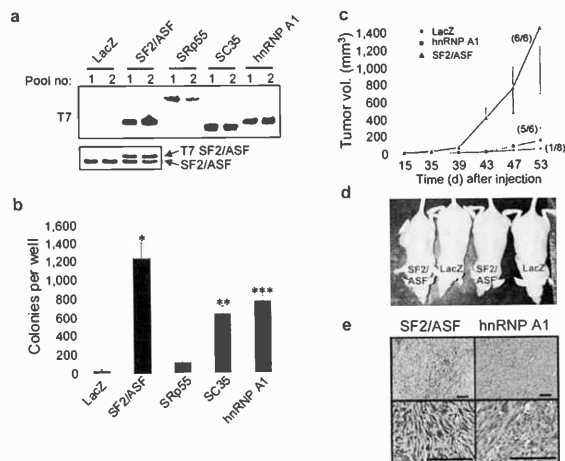 a
LacZ SF2/ASF SRp55 SC35 hnRNP A1
Pool no: 1 2 1 2 1 2 1 2 1 2
T7
T7 SF2/ASF
SF2/ASF
b
Colonies per well
1,600
1,400
1,200
1,000
800
600
400
200
0
*
**
***
LacZ SF2/ASF SRp55 SC35 hnRNP A1
c
Tumor vol. (mm³)
1,400
1,200
1,000
800
600
400
200
0
LacZ
hnRNP A1
SF2/ASF
(6/6)
(5/6)
(1/8)
15 35 39 43 47 53
Time (d) after injection
d
SF2/ASF LacZ SF2/ASF LacZ
e
SF2/ASF hnRNP A1